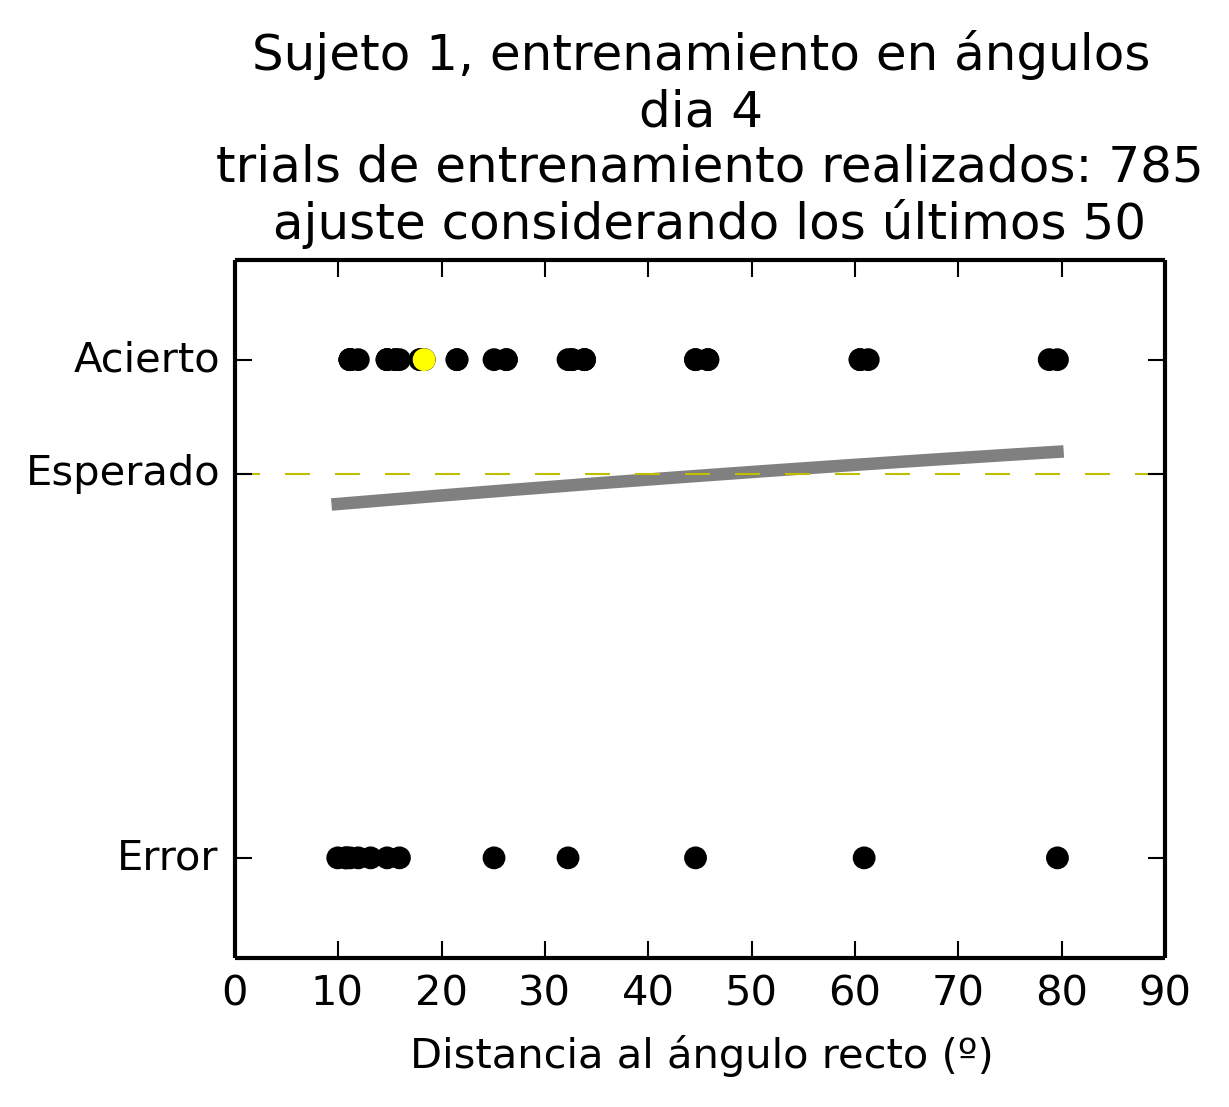 Sujeto 1, entrenamiento en ángulos
dia 4
trials de entrenamiento realizados: 785
ajuste considerando los últimos 50
Acierto
Esperado
Error
0 10 20 30 40 50 60 70 80 90
Distancia al ángulo recto (º)